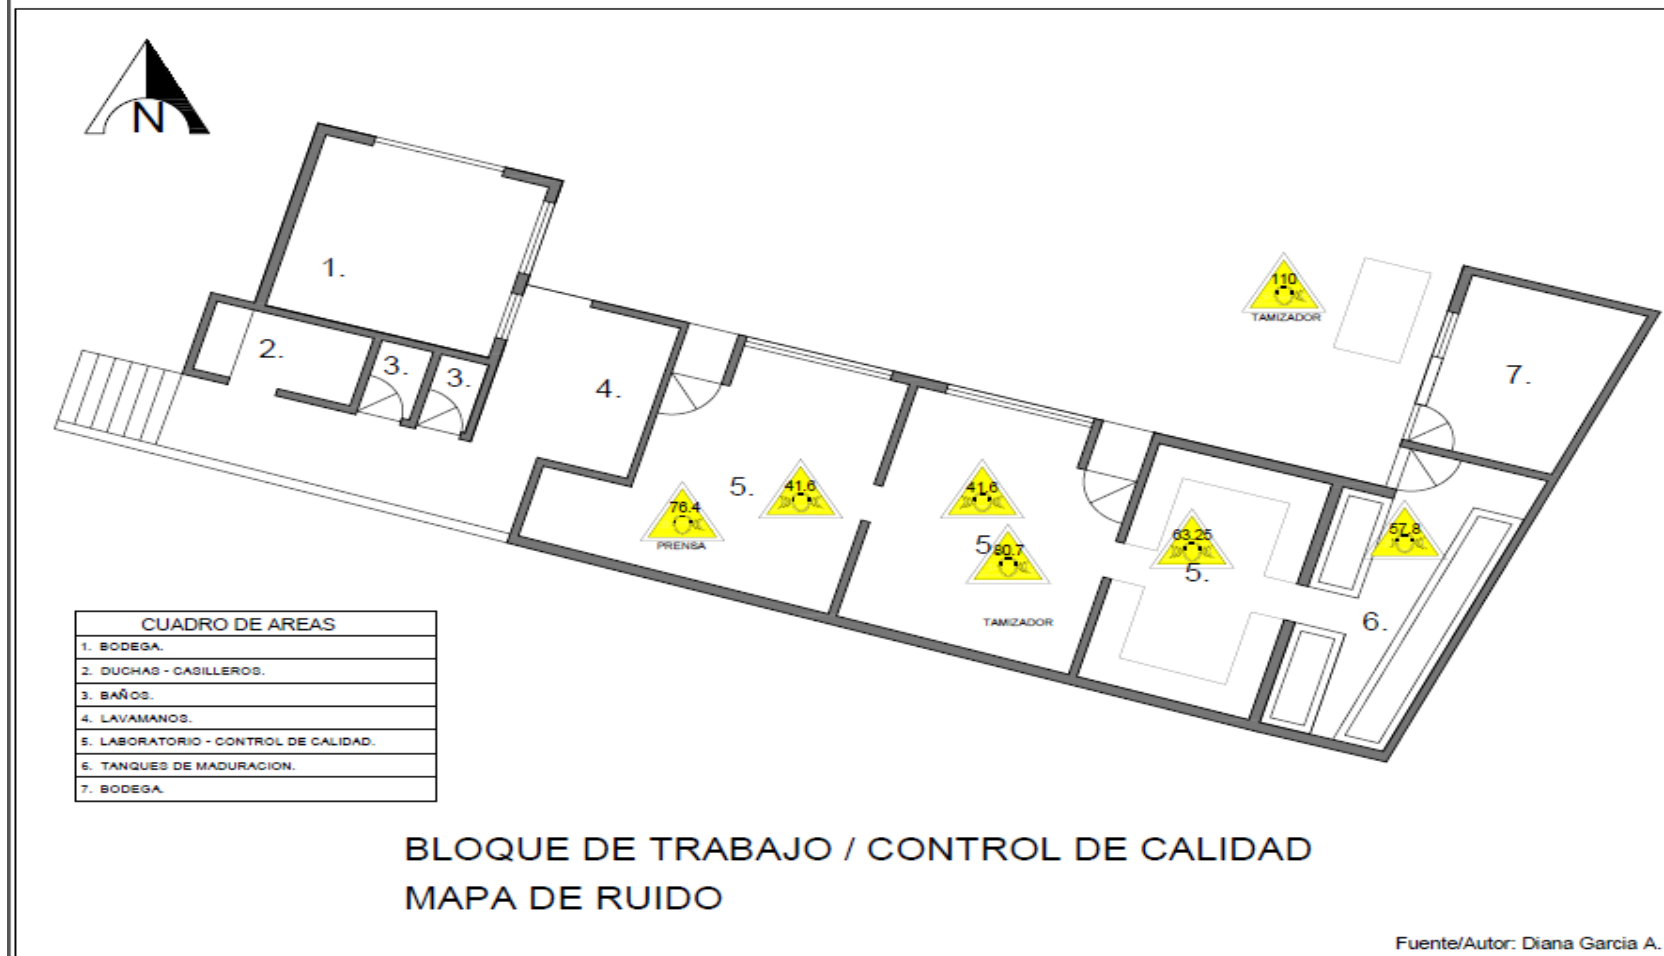 N
1.
2.
3.
3.
4.
110
TAMIZADOR
7.
5.
41.6
76.4
PRENSA
41.6
5.
80.7
TAMIZADOR
63.25
5.
57.8
6.
CUADRO DE AREAS
1. BODEGA.
2. DUCHAS - CASILLEROS.
3. BAÑOS.
4. LAVAMANOS.
5. LABORATORIO - CONTROL DE CALIDAD.
6. TANQUES DE MADURACION.
7. BODEGA.
BLOQUE DE TRABAJO / CONTROL DE CALIDAD
MAPA DE RUIDO
Fuente/Autor: Diana Garcia A.